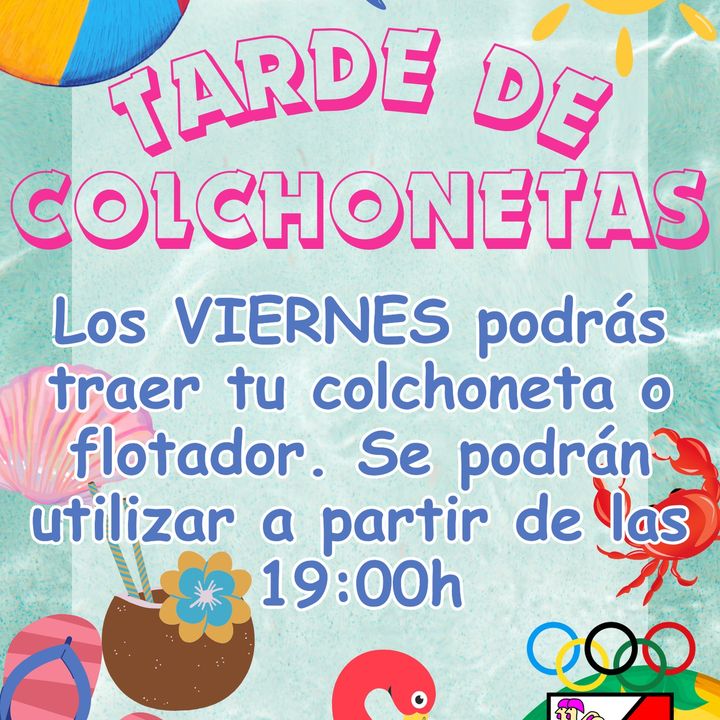 TARDE DE
COLCHONETAS
Los VIERNES podrás
traer tu colchoneta o
flotador. Se podrán
utilizar a partir de las
19:00h